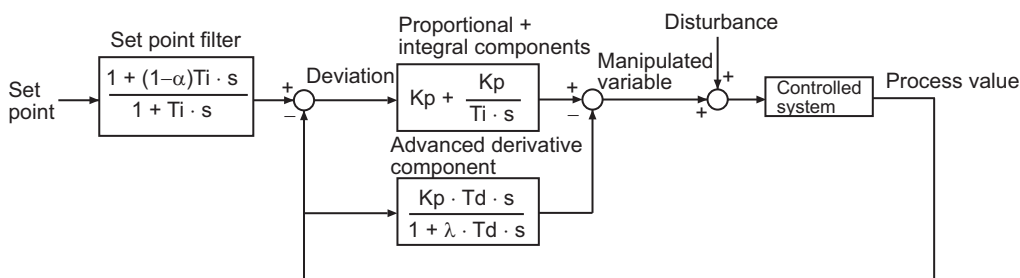 Set point filter
1 + (1−α)Ti · s
1 + Ti · s
Set
point
+
−
Deviation
Proportional +
integral components
Kp +
Kp
Ti · s
+
−
Advanced derivative
component
Kp · Td · s
1 + λ · Td · s
Manipulated
variable
Disturbance
+
+
Controlled
system
Process value